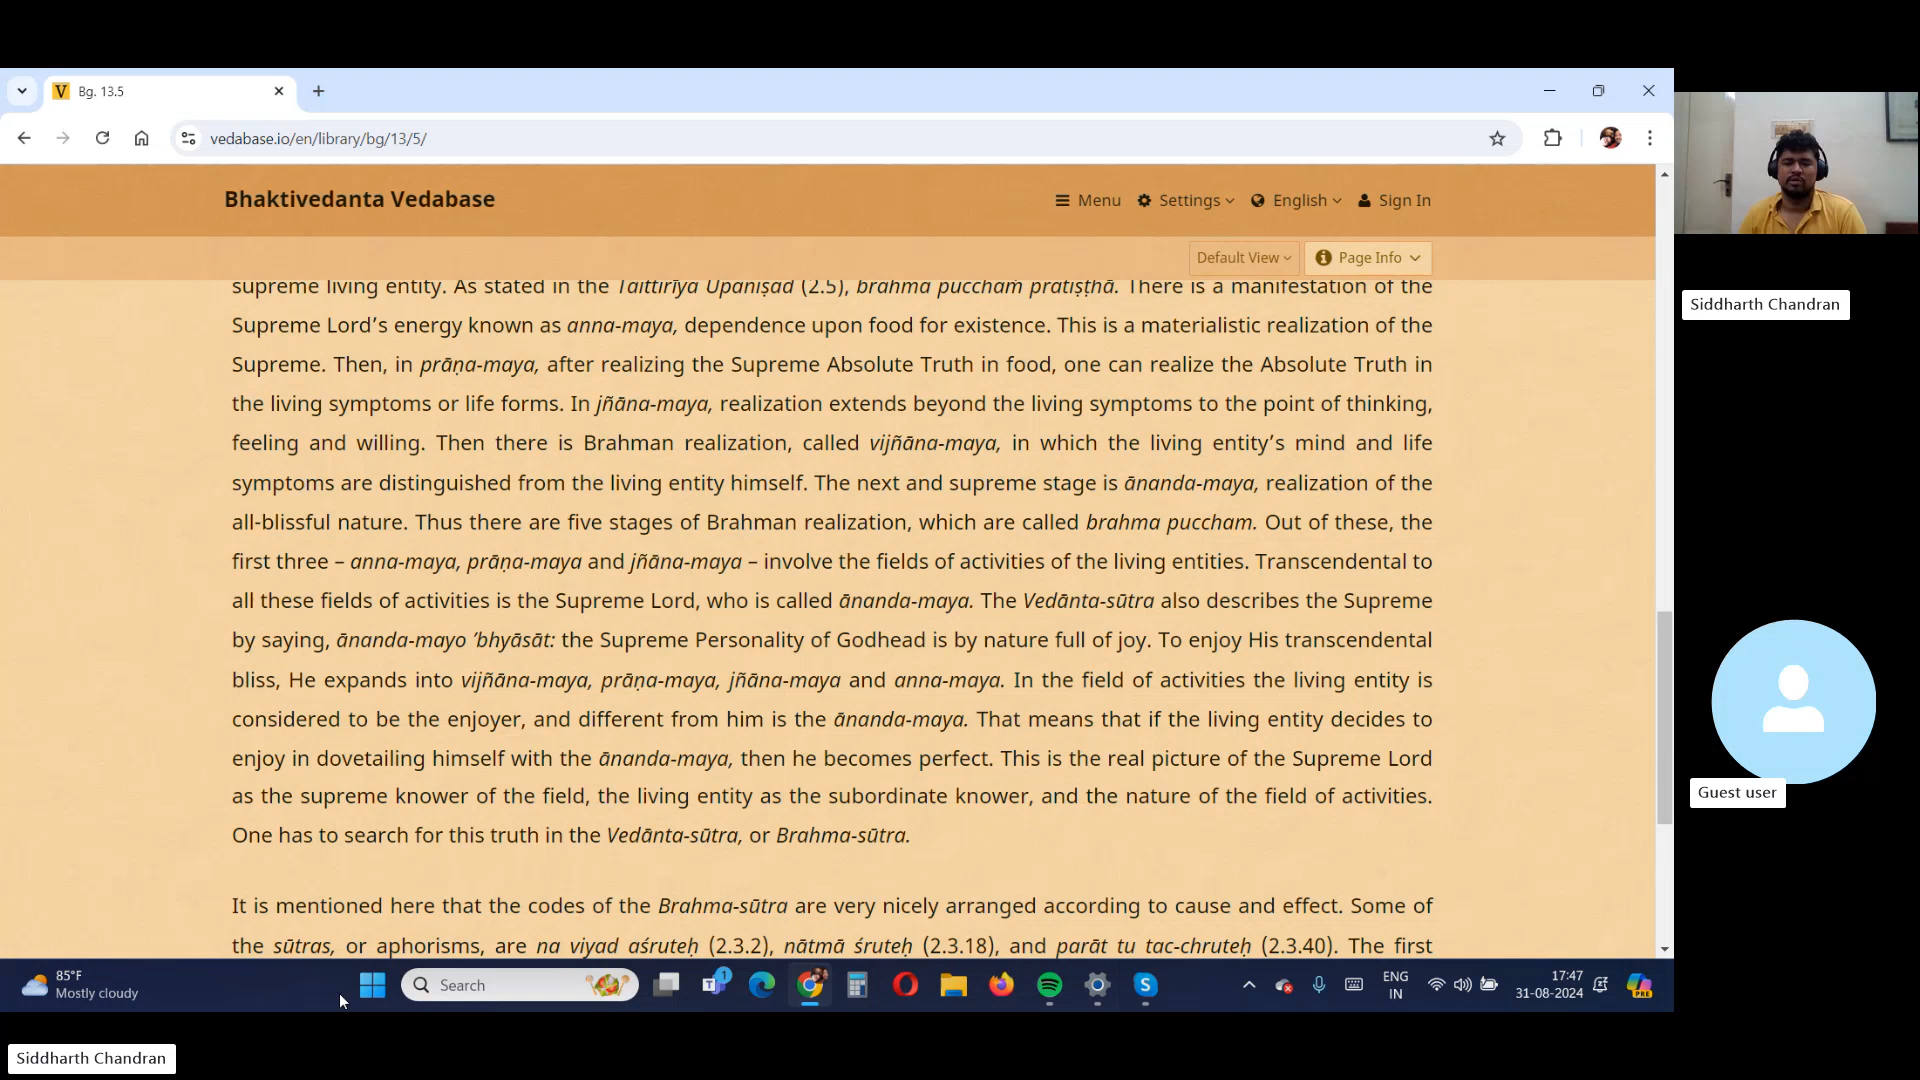 Bg. 13.5
vedabase.io/en/library/bg/13/5/
Bhaktivedanta Vedabase
Menu
Settings
English
Sign In
Default View
Page Info
supreme living entity. As stated in the Taittirīya Upaniṣad (2.5), brahma pucchaṁ pratiṣṭhā. There is a manifestation of the
Supreme Lord’s energy known as anna-maya, dependence upon food for existence. This is a materialistic realization of the
Supreme. Then, in prāṇa-maya, after realizing the Supreme Absolute Truth in food, one can realize the Absolute Truth in
the living symptoms or life forms. In jñāna-maya, realization extends beyond the living symptoms to the point of thinking,
feeling and willing. Then there is Brahman realization, called vijñāna-maya, in which the living entity’s mind and life
symptoms are distinguished from the living entity himself. The next and supreme stage is ānanda-maya, realization of the
all-blissful nature. Thus there are five stages of Brahman realization, which are called brahma puccham. Out of these, the
first three – anna-maya, prāṇa-maya and jñāna-maya – involve the fields of activities of the living entities. Transcendental to
all these fields of activities is the Supreme Lord, who is called ānanda-maya. The Vedānta-sūtra also describes the Supreme
by saying, ānanda-mayo ’bhyāsāt: the Supreme Personality of Godhead is by nature full of joy. To enjoy His transcendental
bliss, He expands into vijñāna-maya, prāṇa-maya, jñāna-maya and anna-maya. In the field of activities the living entity is
considered to be the enjoyer, and different from him is the ānanda-maya. That means that if the living entity decides to
enjoy in dovetailing himself with the ānanda-maya, then he becomes perfect. This is the real picture of the Supreme Lord
as the supreme knower of the field, the living entity as the subordinate knower, and the nature of the field of activities.
One has to search for this truth in the Vedānta-sūtra, or Brahma-sūtra.
It is mentioned here that the codes of the Brahma-sūtra are very nicely arranged according to cause and effect. Some of
the sūtras, or aphorisms, are na viyad aśruteḥ (2.3.2), nātmā śruteḥ (2.3.18), and parāt tu tac-chruteḥ (2.3.40). The first
85°F
Mostly cloudy
Search
1
ENG
IN
17:47
31-08-2024
PRE
Siddharth Chandran
Guest user
Siddharth Chandran